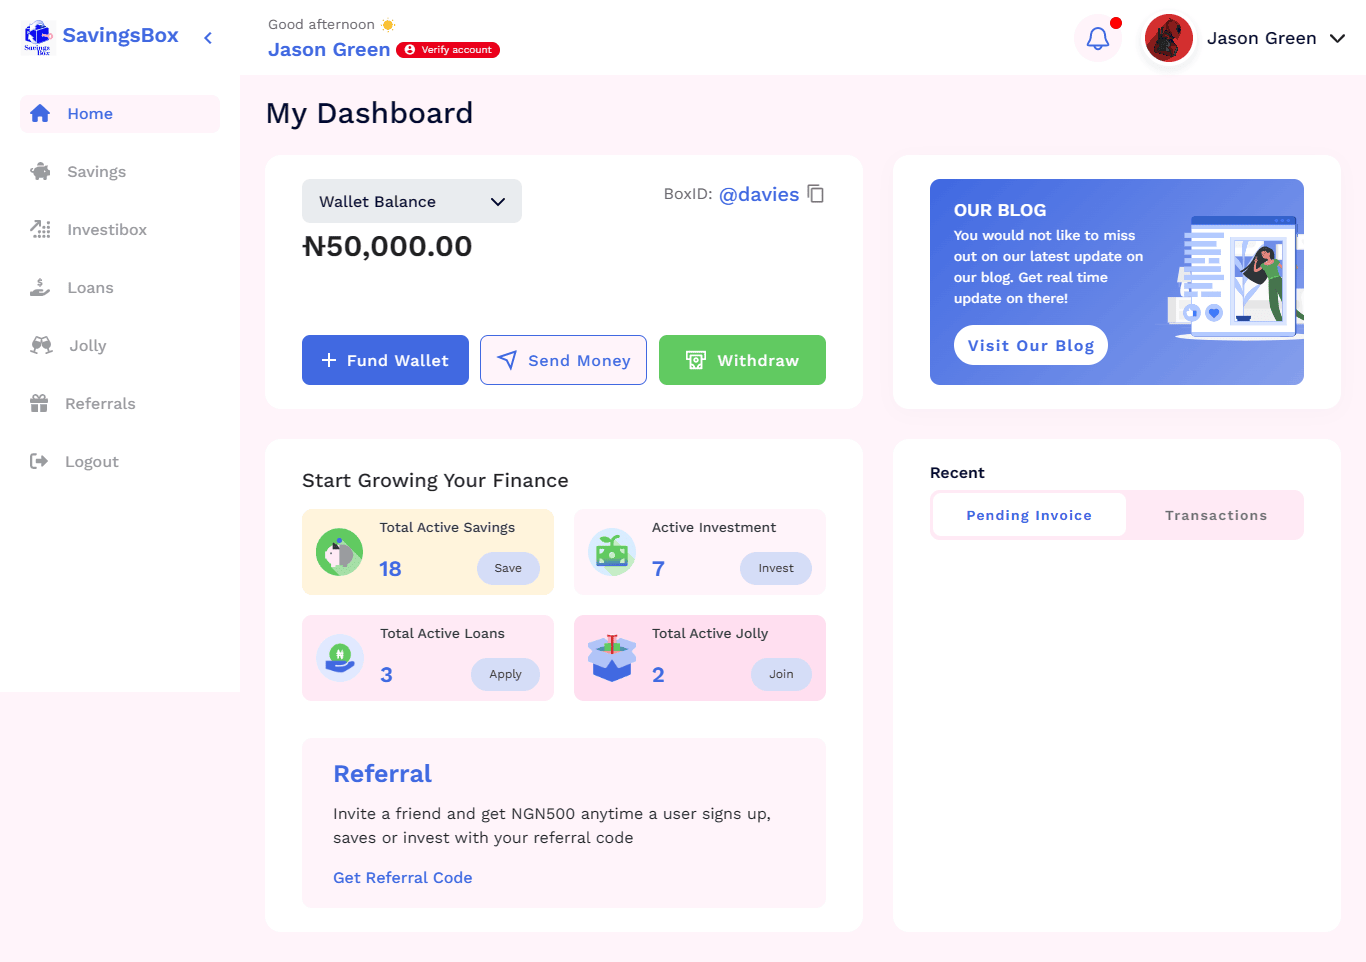 Savings
Box
SavingsBox
Good afternoon
Jason Green
Verify account
Jason Green
Home
Savings
Investibox
Loans
Jolly
Referrals
Logout
My Dashboard
Wallet Balance
BoxID: @davies
₦50,000.00
Fund Wallet
Send Money
Withdraw
OUR BLOG
You would not like to miss
out on our latest update on
our blog. Get real time
update on there!
Visit Our Blog
Start Growing Your Finance
Total Active Savings
18
Save
Active Investment
7
Invest
Total Active Loans
3
Apply
Total Active Jolly
2
Join
Referral
Invite a friend and get NGN500 anytime a user signs up,
saves or invest with your referral code
Get Referral Code
Recent
Pending Invoice
Transactions